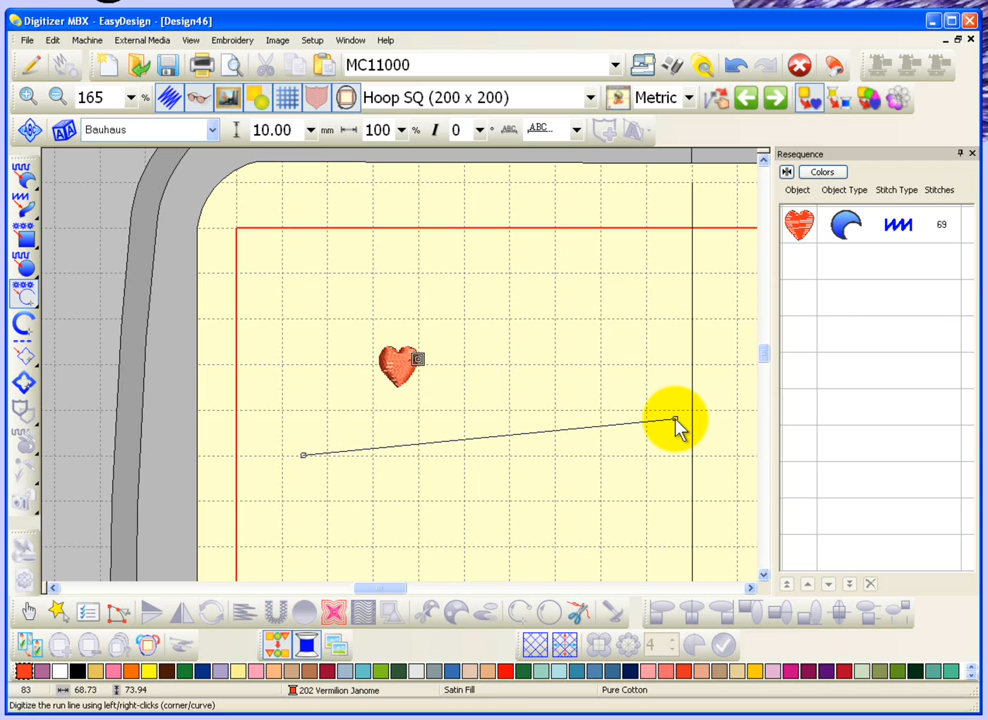 Digitizer MBX - EasyDesign - [Design46]
File Edit Machine External Media View Embroidery Image Setup Window Help
MC11000
165 % Hoop SQ (200 x 200) Metric
Bauhaus 10.00 mm 100 % I 0 ABC ABC...
Resequence
Colors
Object Object Type Stitch Type Stitches
69
4
83 68.73 73.94 202 Vermilion Janome Satin Fill Pure Cotton
Digitize the run line using left/right-clicks (corner/curve)